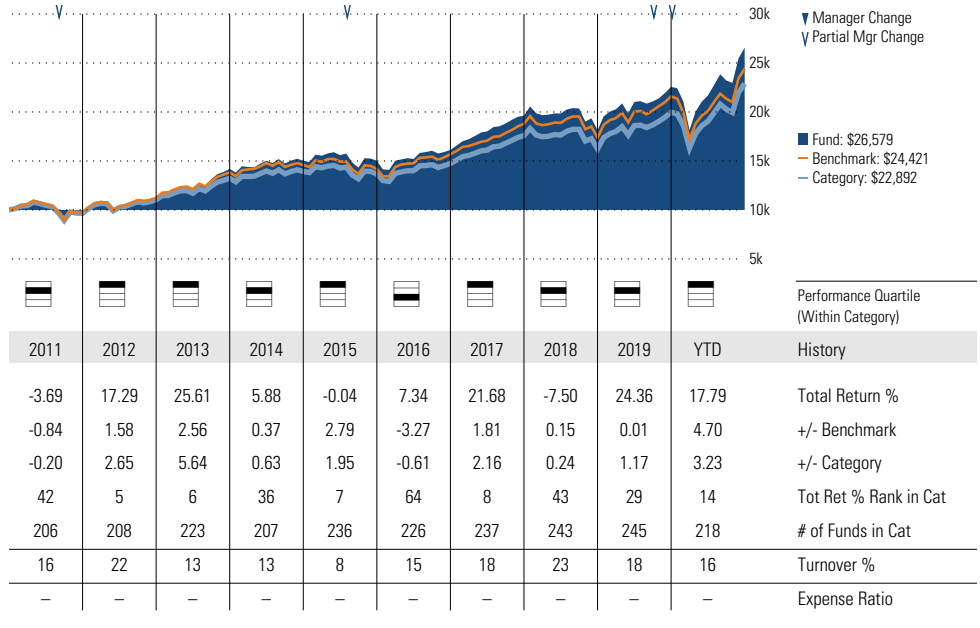 30k
▼ Manager Change
Partial Mgr Change
25k
20k
Fund: $26,579
15k
Benchmark: $24,421
Category: $22,892
10k
5k
Performance Quartile
(Within Category)
2011 2012 2013 2014 2015 2016 2017 2018 2019 YTD History
-3.69 17.29 25.61 5.88 -0.04 7.34 21.68 -7.50 24.36 17.79 Total Return %
-0.84 1.58 2.56 0.37 2.79 -3.27 1.81 0.15 0.01 4.70 +/- Benchmark
-0.20 2.65 5.64 0.63 1.95 -0.61 2.16 0.24 1.17 3.23 +/- Category
42 5 6 36 7 64 8 43 29 14 Tot Ret % Rank in Cat
206 208 223 207 236 226 237 243 245 218 # of Funds in Cat
16 22 13 13 8 15 18 23 18 16 Turnover %
– – – – – – – – – – Expense Ratio